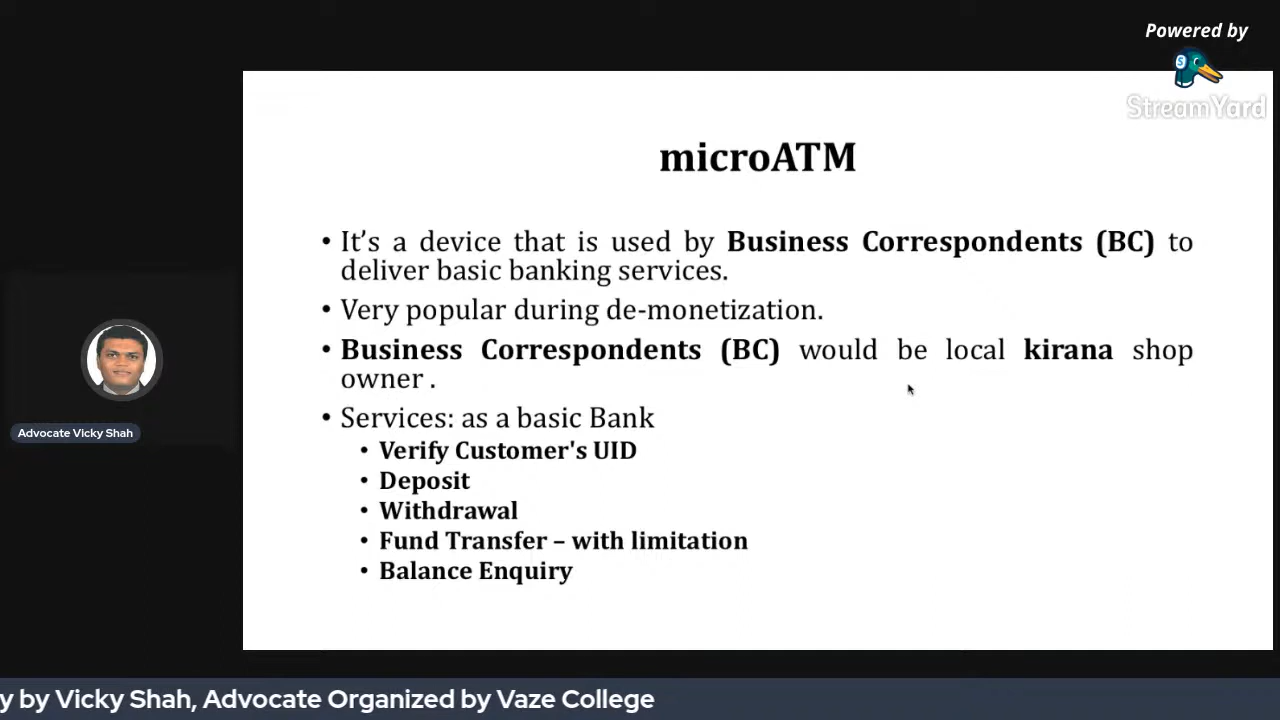 Powered by
StreamYard
microATM
• It’s a device that is used by Business Correspondents (BC) to
deliver basic banking services.
• Very popular during de-monetization.
• Business Correspondents (BC) would be local kirana shop
owner .
• Services: as a basic Bank
• Verify Customer's UID
• Deposit
• Withdrawal
• Fund Transfer – with limitation
• Balance Enquiry
Advocate Vicky Shah
y by Vicky Shah, Advocate Organized by Vaze College